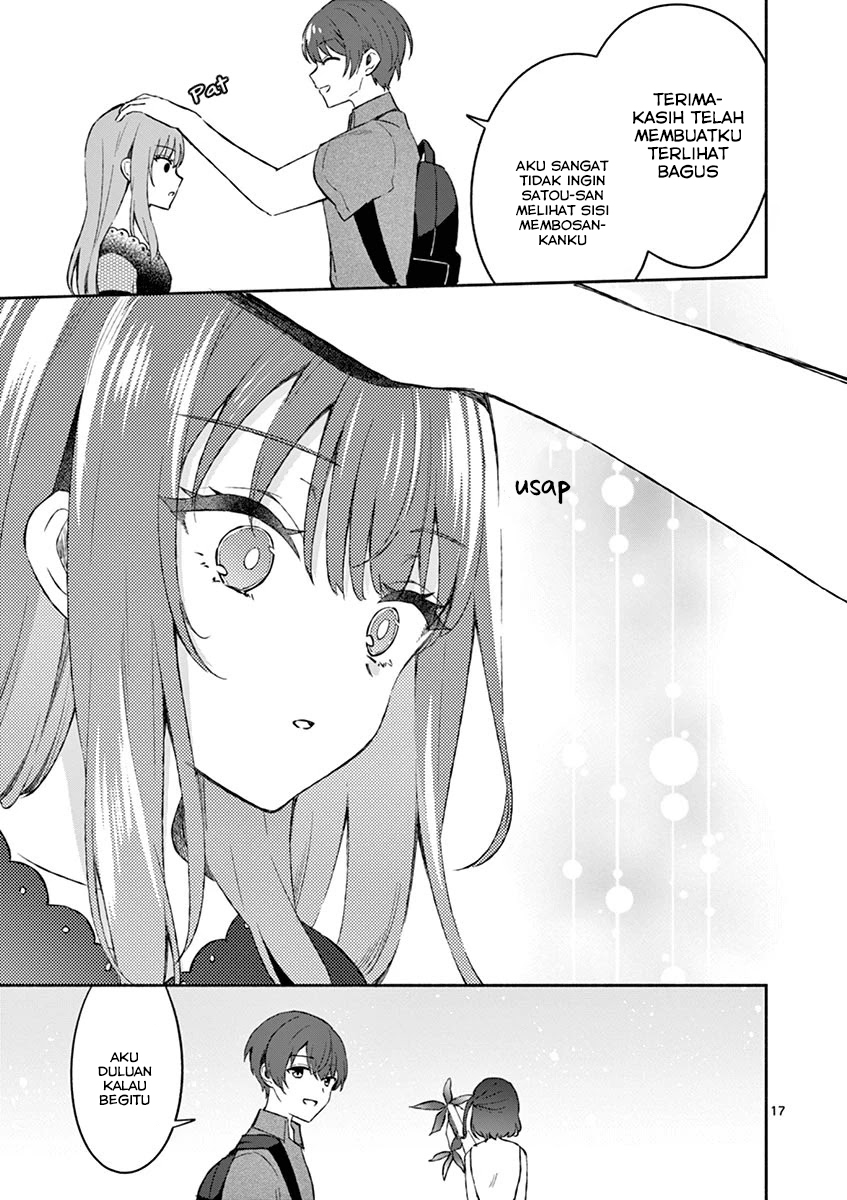 TERIMA-
KASIH TELAH
MEMBUATKU
TERLIHAT
BAGUS
AKU SANGAT
TIDAK INGIN
SATOU-SAN
MELIHAT SISI
MEMBOSAN-
KANKU
Pat
usap
AKU
DULUAN
KALAU
BEGITU
17